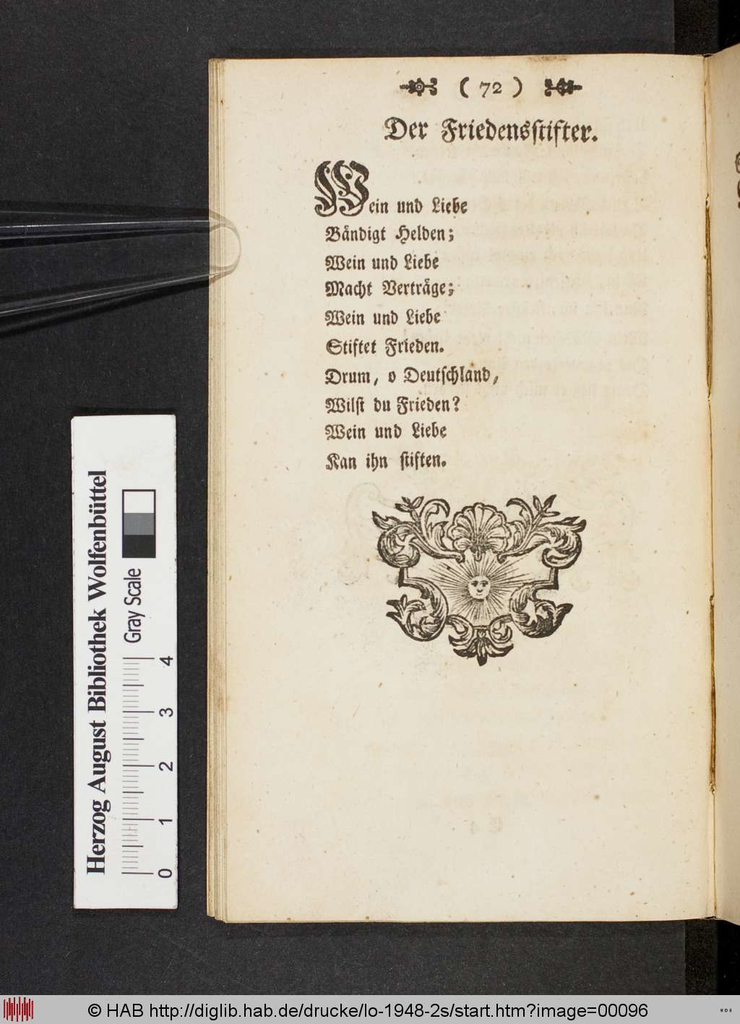 ( 72 )
Der Friedensstifter.
Wein und Liebe
Bändigt Helden;
Wein und Liebe
Macht Verträge;
Wein und Liebe
Stiftet Frieden.
Drum, o Deutschland,
Wilst du Frieden?
Wein und Liebe
Kan ihn stiften.
Herzog August Bibliothek Wolfenbüttel
Gray Scale
0 1 2 3 4
© HAB http://diglib.hab.de/drucke/lo-1948-2s/start.htm?image=00096